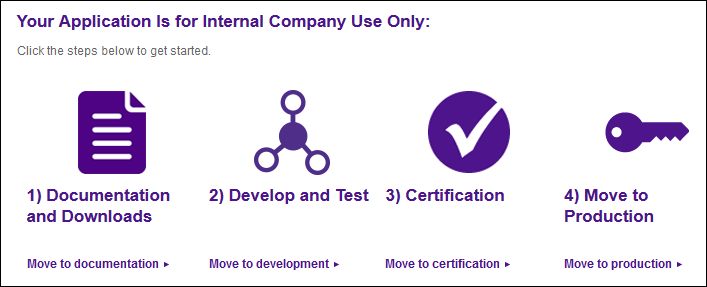 Your Application Is for Internal Company Use Only:
Click the steps below to get started.
1) Documentation and Downloads
2) Develop and Test
3) Certification
4) Move to Production
Move to documentation ▸
Move to development ▸
Move to certification ▸
Move to production ▸